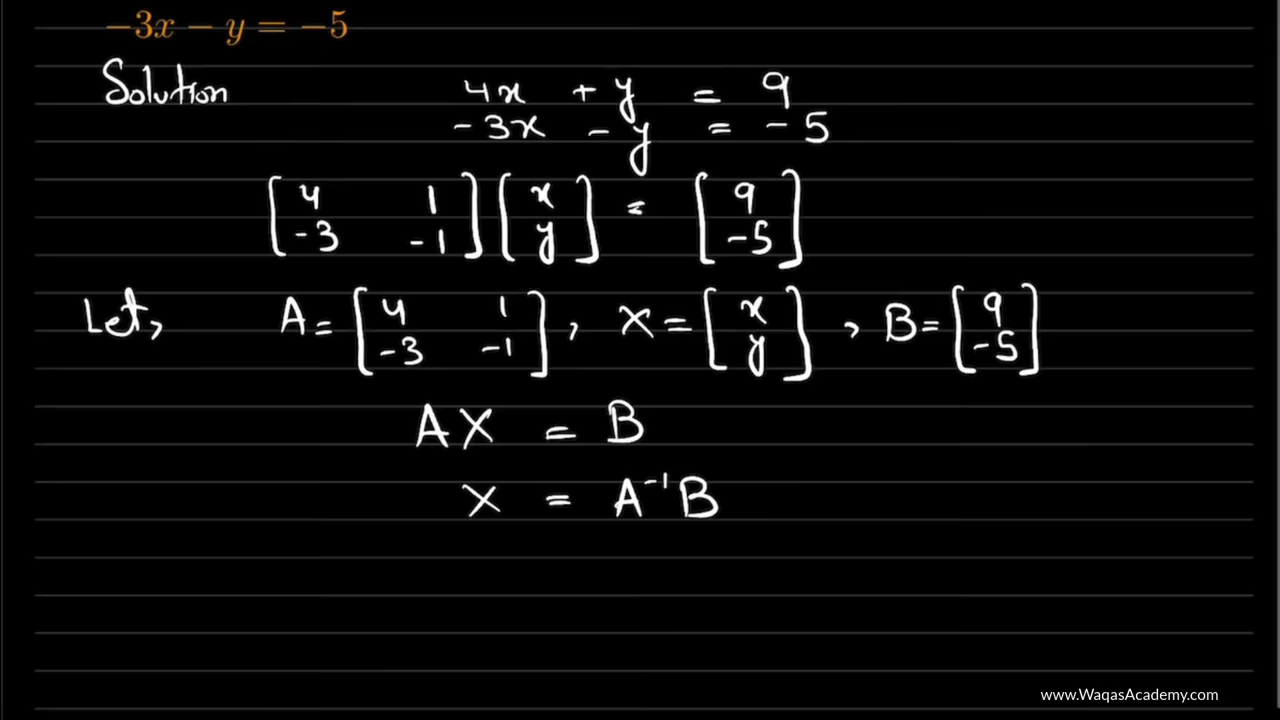 −3x − y = −5
Solution
4x + y = 9
-3x - y = -5
[4 1 -3 -1] [x y] = [9 -5]
Let, A = [4 1 -3 -1], X = [x y], B = [9 -5]
AX = B
X = A⁻¹B
www.WaqasAcademy.com